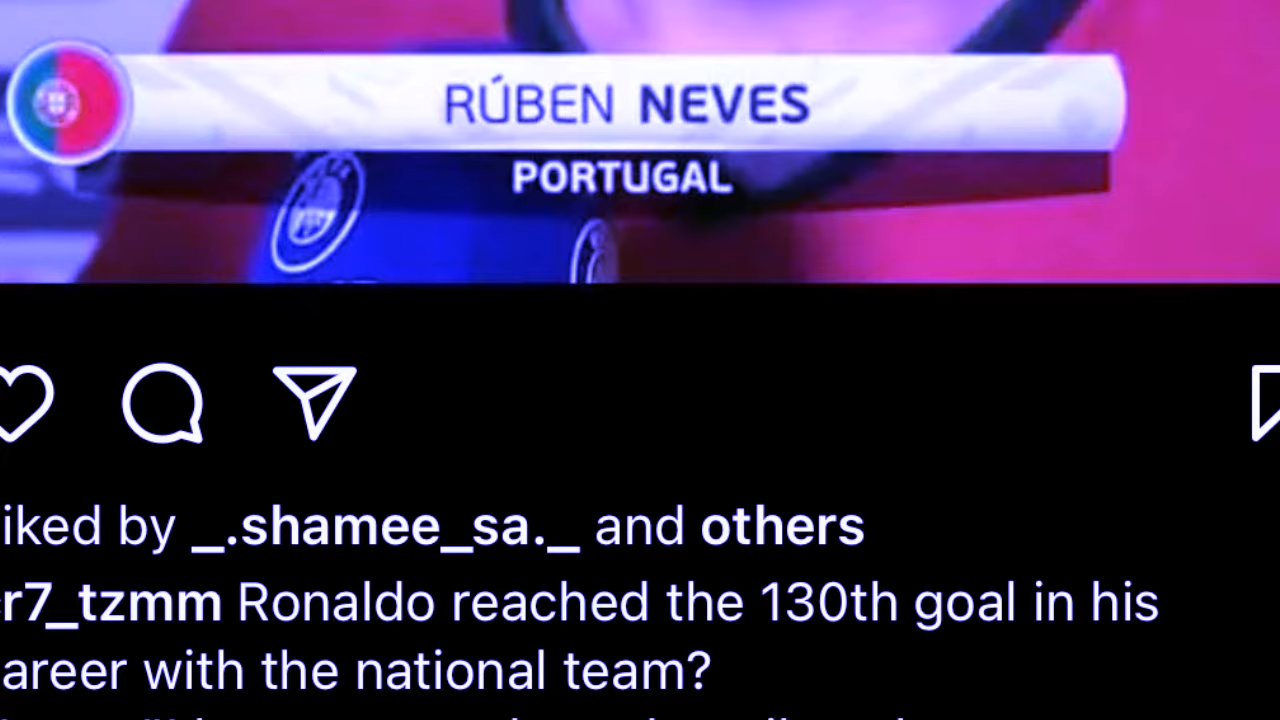 RÚBEN NEVES
PORTUGAL
iked by _.shamee_sa._ and others
r7_tzmm Ronaldo reached the 130th goal in his
areer with the national team?